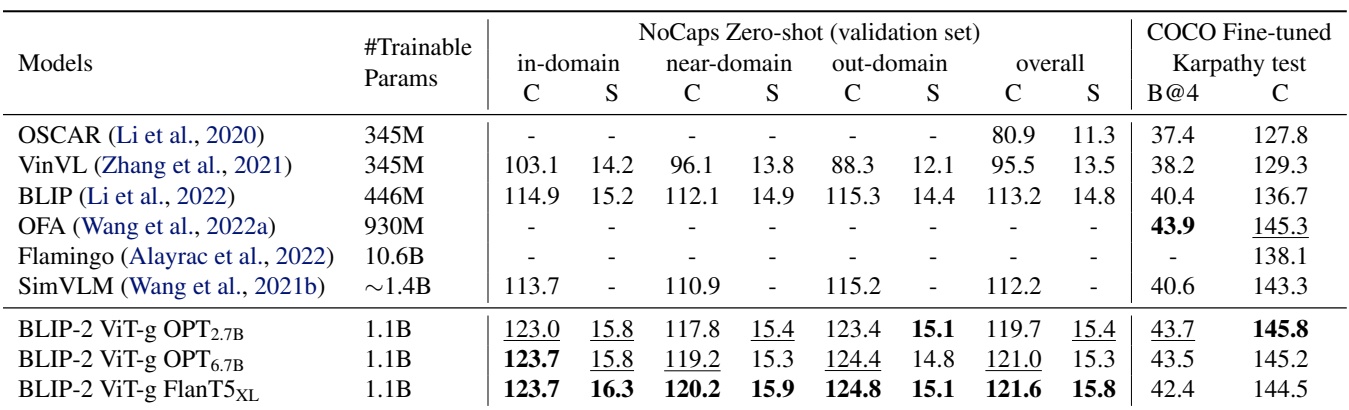 Models #Trainable Params NoCaps Zero-shot (validation set) COCO Fine-tuned
in-domain near-domain out-domain overall Karpathy test
C S C S C S C S B@4 C
OSCAR (Li et al., 2020) 345M - - - - - - 80.9 11.3 37.4 127.8
VinVL (Zhang et al., 2021) 345M 103.1 14.2 96.1 13.8 88.3 12.1 95.5 13.5 38.2 129.3
BLIP (Li et al., 2022) 446M 114.9 15.2 112.1 14.9 115.3 14.4 113.2 14.8 40.4 136.7
OFA (Wang et al., 2022a) 930M - - - - - - - - 43.9 145.3
Flamingo (Alayrac et al., 2022) 10.6B - - - - - - - - - 138.1
SimVLM (Wang et al., 2021b) ∼1.4B 113.7 - 110.9 - 115.2 - 112.2 - 40.6 143.3
BLIP-2 ViT-g OPT2.7B 1.1B 123.0 15.8 117.8 15.4 123.4 15.1 119.7 15.4 43.7 145.8
BLIP-2 ViT-g OPT6.7B 1.1B 123.7 15.8 119.2 15.3 124.4 14.8 121.0 15.3 43.5 145.2
BLIP-2 ViT-g FlanT5XL 1.1B 123.7 16.3 120.2 15.9 124.8 15.1 121.6 15.8 42.4 144.5